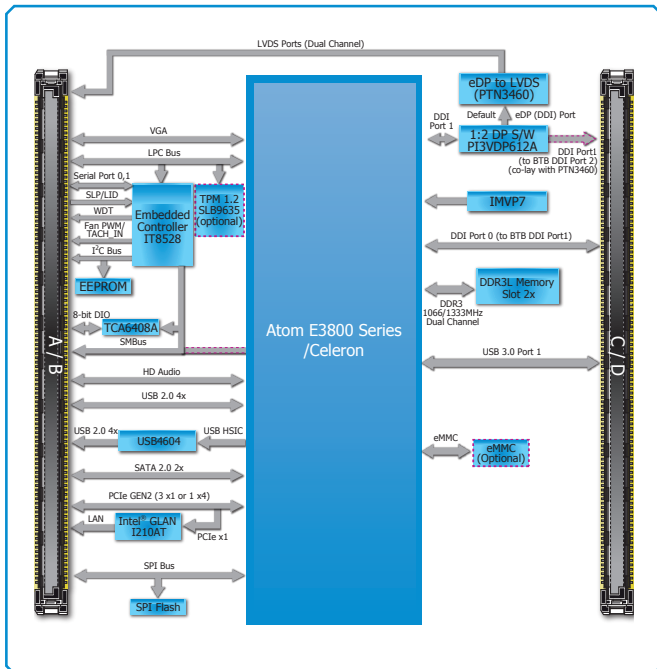 LVDS Ports (Dual Channel)
eDP to LVDS
(PTN3460)
Default
eDP (DDI) Port
DDI
Port 1
1:2 DP S/W
PI3VDP612A
DDI Port1
(to BTB DDI Port 2)
(co-lay with PTN3460)
VGA
LPC Bus
Serial Port 0,1
SLP/LID
WDT
Fan PWM/
TACH_IN
I²C Bus
Embedded
Controller
IT8528
TPM 1.2
SLB9635
(optional)
EEPROM
8-bit DIO
TCA6408A
SMBus
IMVP7
DDI Port 0 (to BTB DDI Port1)
DDR3L Memory
Slot 2x
DDR3
1066/1333MHz
Dual Channel
Atom E3800 Series
/Celeron
A / B
C / D
USB 3.0 Port 1
HD Audio
USB 2.0 4x
USB 2.0 4x
USB4604
USB HSIC
eMMC
eMMC
(Optional)
SATA 2.0 2x
PCIe GEN2 (3 x1 or 1 x4)
LAN
Intel® GLAN
I210AT
PCIe x1
SPI Bus
SPI Flash